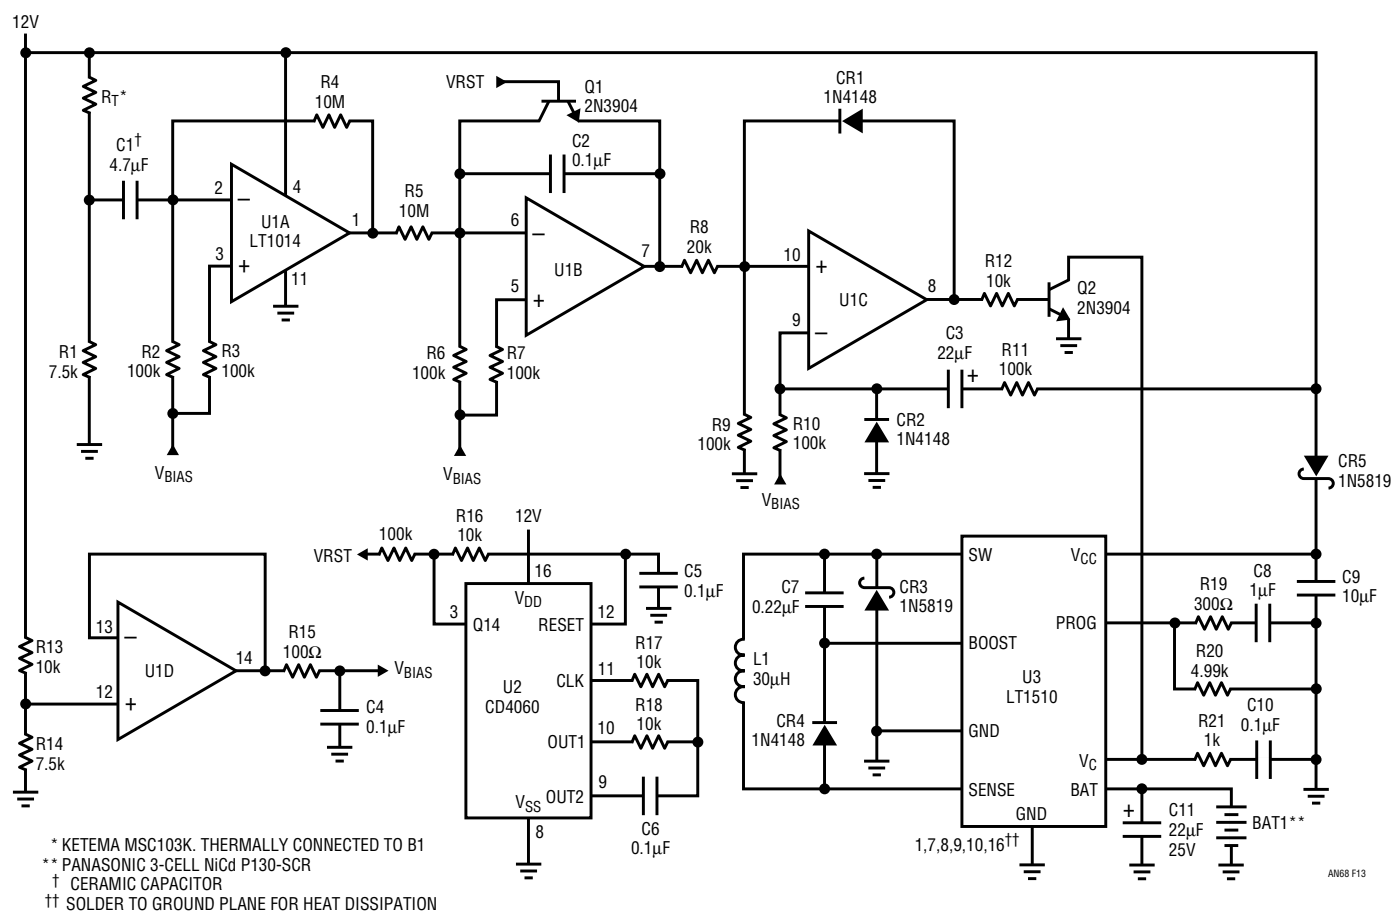 12V
RT*
C1†
4.7µF
R4
10M
2
3
4
1
11
U1A
LT1014
R1
7.5k
R2
100k
R3
100k
VBIAS
R5
10M
VRST
Q1
2N3904
C2
0.1µF
6
5
7
U1B
R6
100k
R7
100k
VBIAS
R8
20k
CR1
1N4148
10
9
8
U1C
R12
10k
Q2
2N3904
C3
22µF
+
R11
100k
R9
100k
R10
100k
VBIAS
CR2
1N4148
CR5
1N5819
R13
10k
R14
7.5k
13
12
14
U1D
R15
100Ω
VBIAS
C4
0.1µF
VRST
100k
R16
10k
12V
16
VDD
C5
0.1µF
3
Q14
RESET
12
U2
CD4060
CLK
11
R17
10k
OUT1
10
R18
10k
OUT2
9
C6
0.1µF
VSS
8
L1
30µH
C7
0.22µF
CR3
1N5819
CR4
1N4148
SW
BOOST
GND
SENSE
U3
LT1510
VCC
PROG
VC
BAT
GND
1,7,8,9,10,16††
R19
300Ω
C8
1µF
C9
10µF
R20
4.99k
R21
1k
C10
0.1µF
+
C11
22µF
25V
BAT1**
* KETEMA MSC103K. THERMALLY CONNECTED TO B1
** PANASONIC 3-CELL NiCd P130-SCR
† CERAMIC CAPACITOR
†† SOLDER TO GROUND PLANE FOR HEAT DISSIPATION
AN68 F13